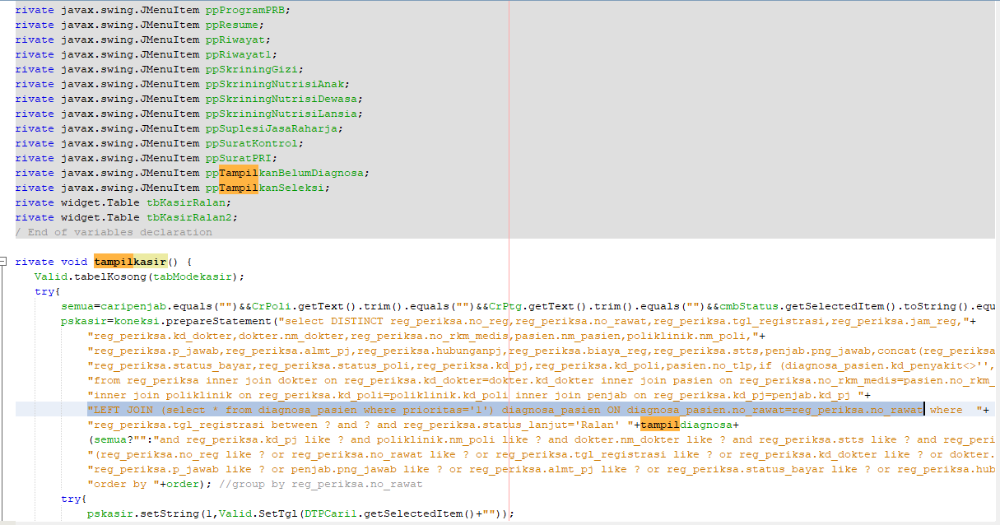 rivate javax.swing.JMenuItem ppProgramPRB;
rivate javax.swing.JMenuItem ppResume;
rivate javax.swing.JMenuItem ppRiwayat;
rivate javax.swing.JMenuItem ppRiwayat1;
rivate javax.swing.JMenuItem ppSkriningGizi;
rivate javax.swing.JMenuItem ppSkriningNutrisiAnak;
rivate javax.swing.JMenuItem ppSkriningNutrisiDewasa;
rivate javax.swing.JMenuItem ppSkriningNutrisiLansia;
rivate javax.swing.JMenuItem ppSuplesiJasaRaharja;
rivate javax.swing.JMenuItem ppSuratKontrol;
rivate javax.swing.JMenuItem ppSuratPRI;
rivate javax.swing.JMenuItem ppTampilkanBelumDiagnosa;
rivate javax.swing.JMenuItem ppTampilkanSeleksi;
rivate widget.Table tbKasirRalan;
rivate widget.Table tbKasirRalan2;
/ End of variables declaration
rivate void tampilkasir() {
Valid.tabelKosong(tabModekasir);
try{
semua=caripenjab.equals("")&&CrPoli.getText().trim().equals("")&&CrPtg.getText().trim().equals("")&&cmbStatus.getSelectedItem().toString().equ
pskasir=koneksi.prepareStatement("select DISTINCT reg_periksa.no_reg,reg_periksa.no_rawat,reg_periksa.tgl_registrasi,reg_periksa.jam_reg,"+
"reg_periksa.kd_dokter,dokter.nm_dokter,reg_periksa.no_rkm_medis,pasien.nm_pasien,poliklinik.nm_poli,"+
"reg_periksa.p_jawab,reg_periksa.almt_pj,reg_periksa.hubunganpj,reg_periksa.biaya_reg,reg_periksa.stts,penjab.png_jawab,concat(reg_periksa
"reg_periksa.status_bayar,reg_periksa.status_poli,reg_periksa.kd_pj,reg_periksa.kd_poli,pasien.no_tlp,if (diagnosa_pasien.kd_penyakit<>'',
"from reg_periksa inner join dokter on reg_periksa.kd_dokter=dokter.kd_dokter inner join pasien on reg_periksa.no_rkm_medis=pasien.no_rkm_
"inner join poliklinik on reg_periksa.kd_poli=poliklinik.kd_poli inner join penjab on reg_periksa.kd_pj=penjab.kd_pj "+
"LEFT JOIN (select * from diagnosa_pasien where prioritas='1') diagnosa_pasien ON diagnosa_pasien.no_rawat=reg_periksa.no_rawat where  "+
"reg_periksa.tgl_registrasi between ? and ? and reg_periksa.status_lanjut='Ralan' "+tampildiagnosa+
(semua?"":"and reg_periksa.kd_pj like ? and poliklinik.nm_poli like ? and dokter.nm_dokter like ? and reg_periksa.stts like ? and reg_peri
"(reg_periksa.no_reg like ? or reg_periksa.no_rawat like ? or reg_periksa.tgl_registrasi like ? or reg_periksa.kd_dokter like ? or dokter.
"reg_periksa.p_jawab like ? or penjab.png_jawab like ? or reg_periksa.almt_pj like ? or reg_periksa.status_bayar like ? or reg_periksa.hub
"order by "+order); //group by reg_periksa.no_rawat
try{
pskasir.setString(1,Valid.SetTgl(DTPCari1.getSelectedItem()+""));